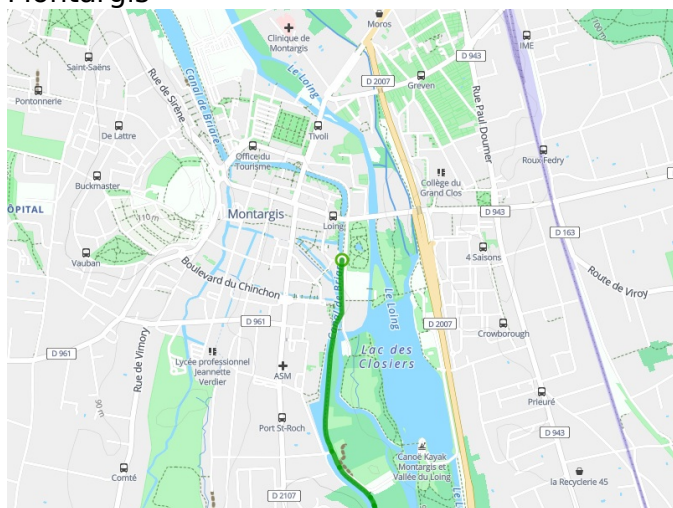 Montargis
Moros
Clinique de
Montargis
IME
D 943
Saint-Saëns
Le Loing
D 2007
Greven
Pontonnerie
Rue de Sirène
Canal de Briare
Rue Paul Doumer
De Lattre
Tivoli
Office du
Tourisme
Roux-Fedry
Buckmaster
Collège du
Grand Clos
ÔPITAL
110 m
Montargis
Loing
D 943
D 163
Vauban
4 Saisons
Boulevard du Chinchon
Route de Viroy
Le Loing
D 961
D 2007
Crowborough
D 961
Rue de Vimory
Lycée professionnel
Jeannette
Verdier
Lac des
Closiers
ASM
Prieuré
90 m
Port St-Roch
D 943
Canoë Kayak
Montargis et
Vallée du Loing
Comté
la Recyclerie 45
D 2107